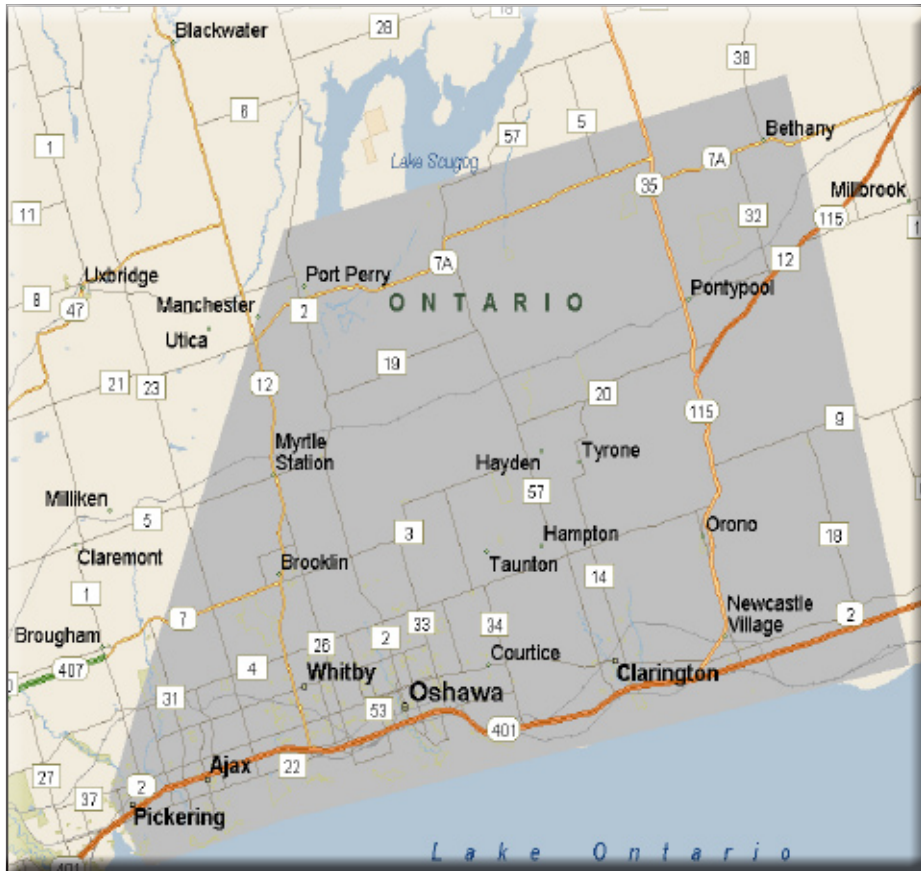 18
Blackwater
28
38
6
57
5
1
Bethany
Lake Scugog
7A
35
Millbrook
11
32
115
7A
12
Uxbridge
Port Perry
8
47
Manchester
2
ONTARIO
Pontypool
Utica
19
21
23
12
20
115
9
Myrtle
Station
Hayden
Tyrone
57
Milliken
5
3
Hampton
Orono
18
Claremont
Brooklin
Taunton
14
1
7
Newcastle
Village
2
Brougham
26
2
33
34
407
4
Whitby
Courtice
Clarington
31
53
Oshawa
401
Ajax
22
27
2
37
Pickering
401
Lake Ontario